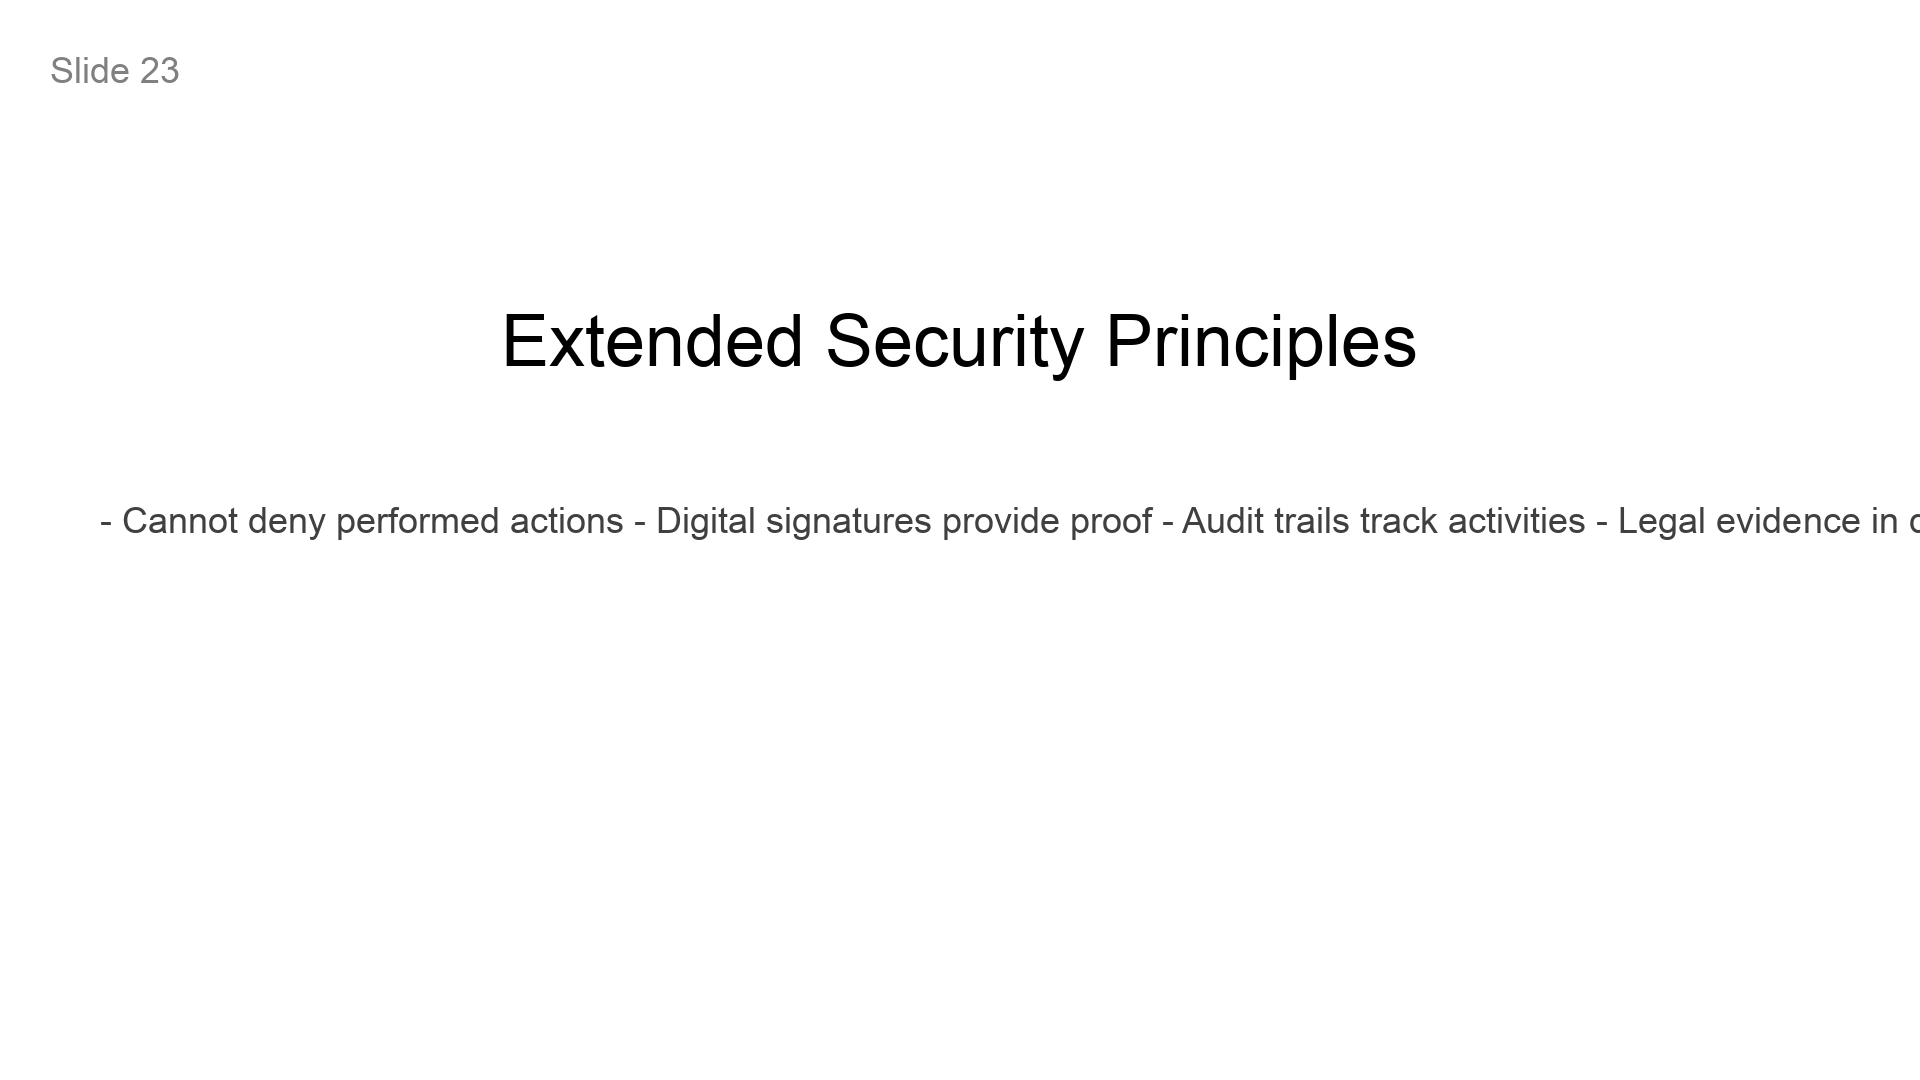 Slide 23
Extended Security Principles
- Cannot deny performed actions - Digital signatures provide proof - Audit trails track activities - Legal evidence in